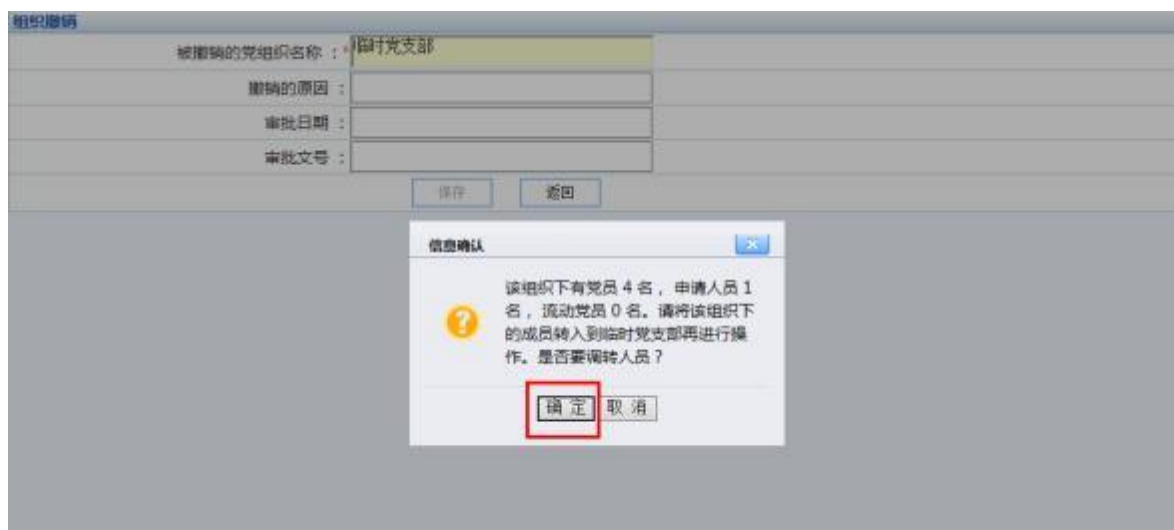 组织撤销
被撤销的党组织名称 :*临时党支部
撤销的原因 :
审批日期 :
审批文号 :
保存 返回
信息确认
该组织下有党员 4 名 ，申请人员 1
名 ，流动党员 0 名。请将该组织下
的成员转入到临时党支部再进行操
作。是否要调转人员？
确 定 取 消